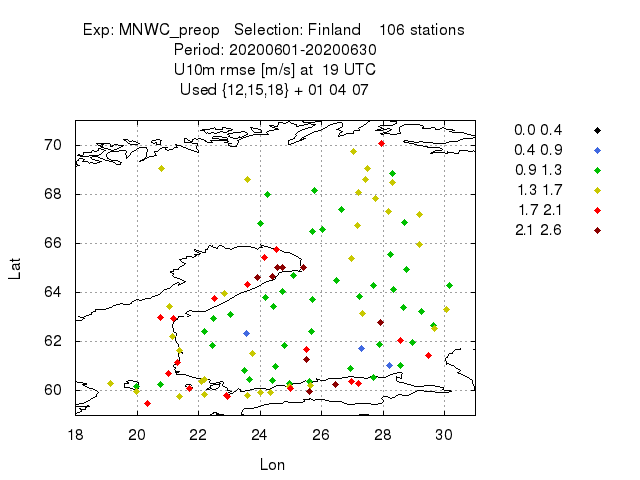 Exp: MNWC_preop   Selection: Finland    106 stations
Period: 20200601-20200630
U10m rmse [m/s] at  19 UTC
Used {12,15,18} + 01 04 07
0.0 0.4
0.4 0.9
0.9 1.3
1.3 1.7
1.7 2.1
2.1 2.6
70
68
66
64
62
60
Lat
18 20 22 24 26 28 30
Lon